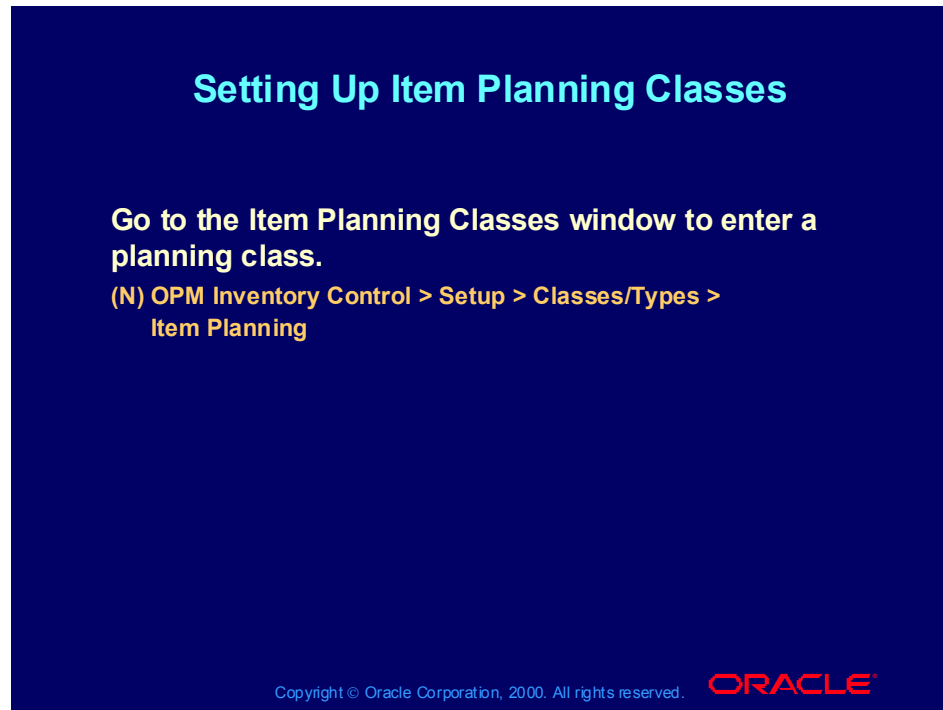 Setting Up Item Planning Classes
Go to the Item Planning Classes window to enter a
planning class.
(N) OPM Inventory Control > Setup > Classes/Types >
Item Planning
Copyright © Oracle Corporation, 2000. All rights reserved.
ORACLE®